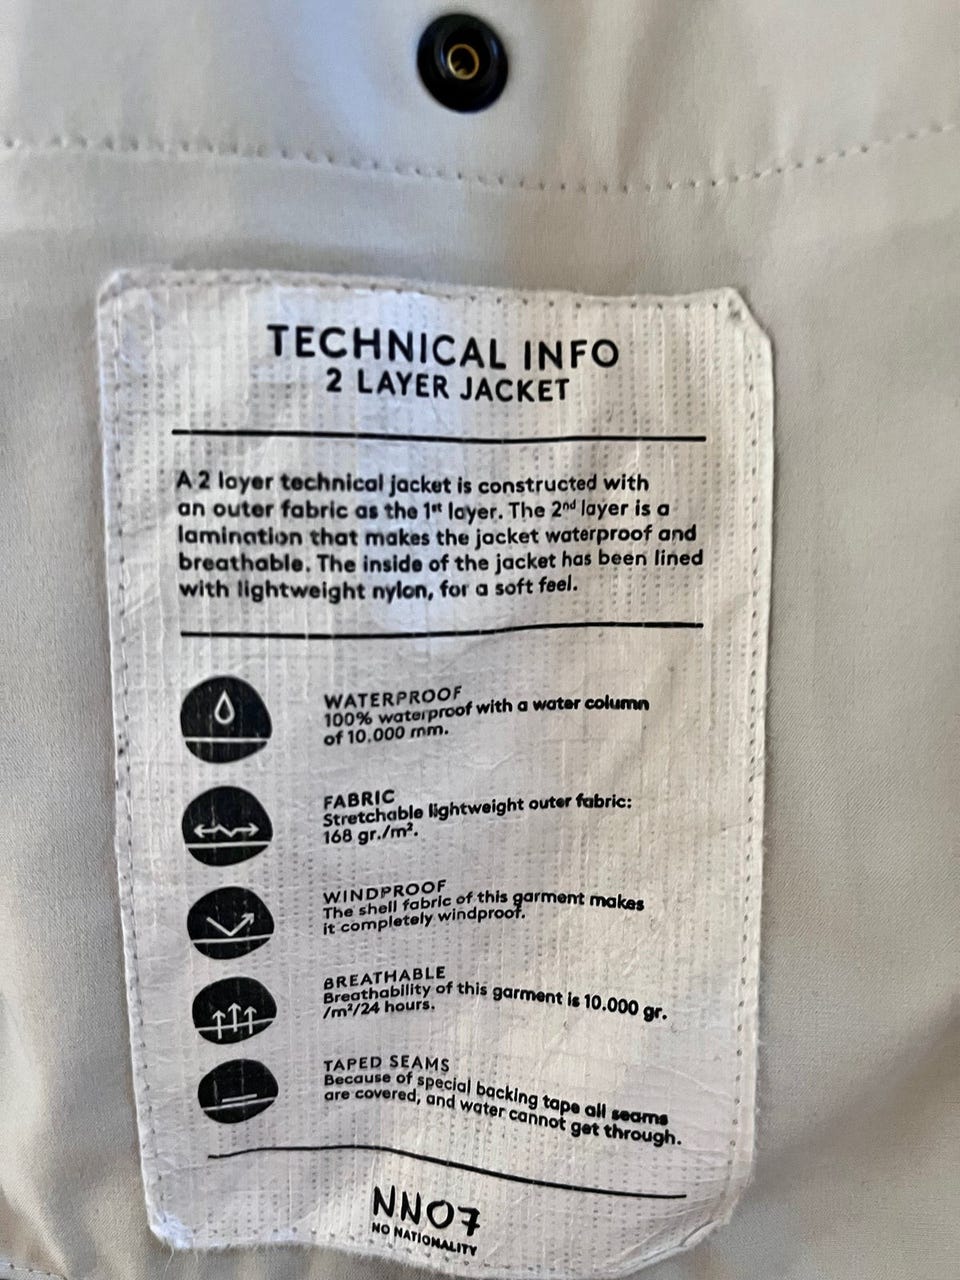 TECHNICAL INFO
2 LAYER JACKET
A 2 layer technical jacket is constructed with
an outer fabric as the 1st layer. The 2nd layer is a
lamination that makes the jacket waterproof and
breathable. The inside of the jacket has been lined
with lightweight nylon, for a soft feel.
WATERPROOF
100% waterproof with a water column
of 10.000 mm.
FABRIC
Stretchable lightweight outer fabric:
168 gr./m².
WINDPROOF
The shell fabric of this garment makes
it completely windproof.
BREATHABLE
Breathability of this garment is 10.000 gr.
/m²/24 hours.
TAPED SEAMS
Because of special backing tape all seams
are covered, and water cannot get through.
NN07
NO NATIONALITY